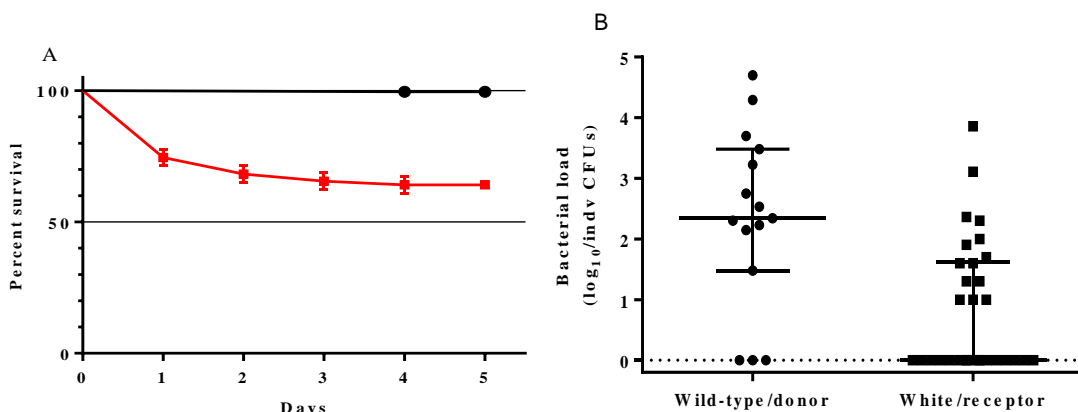 A
Percent survival
100
50
0
0 1 2 3 4 5
Days
B
Bacterial load
(log10/indv CFUs)
5
4
3
2
1
0
Wild-type/donor White/receptor